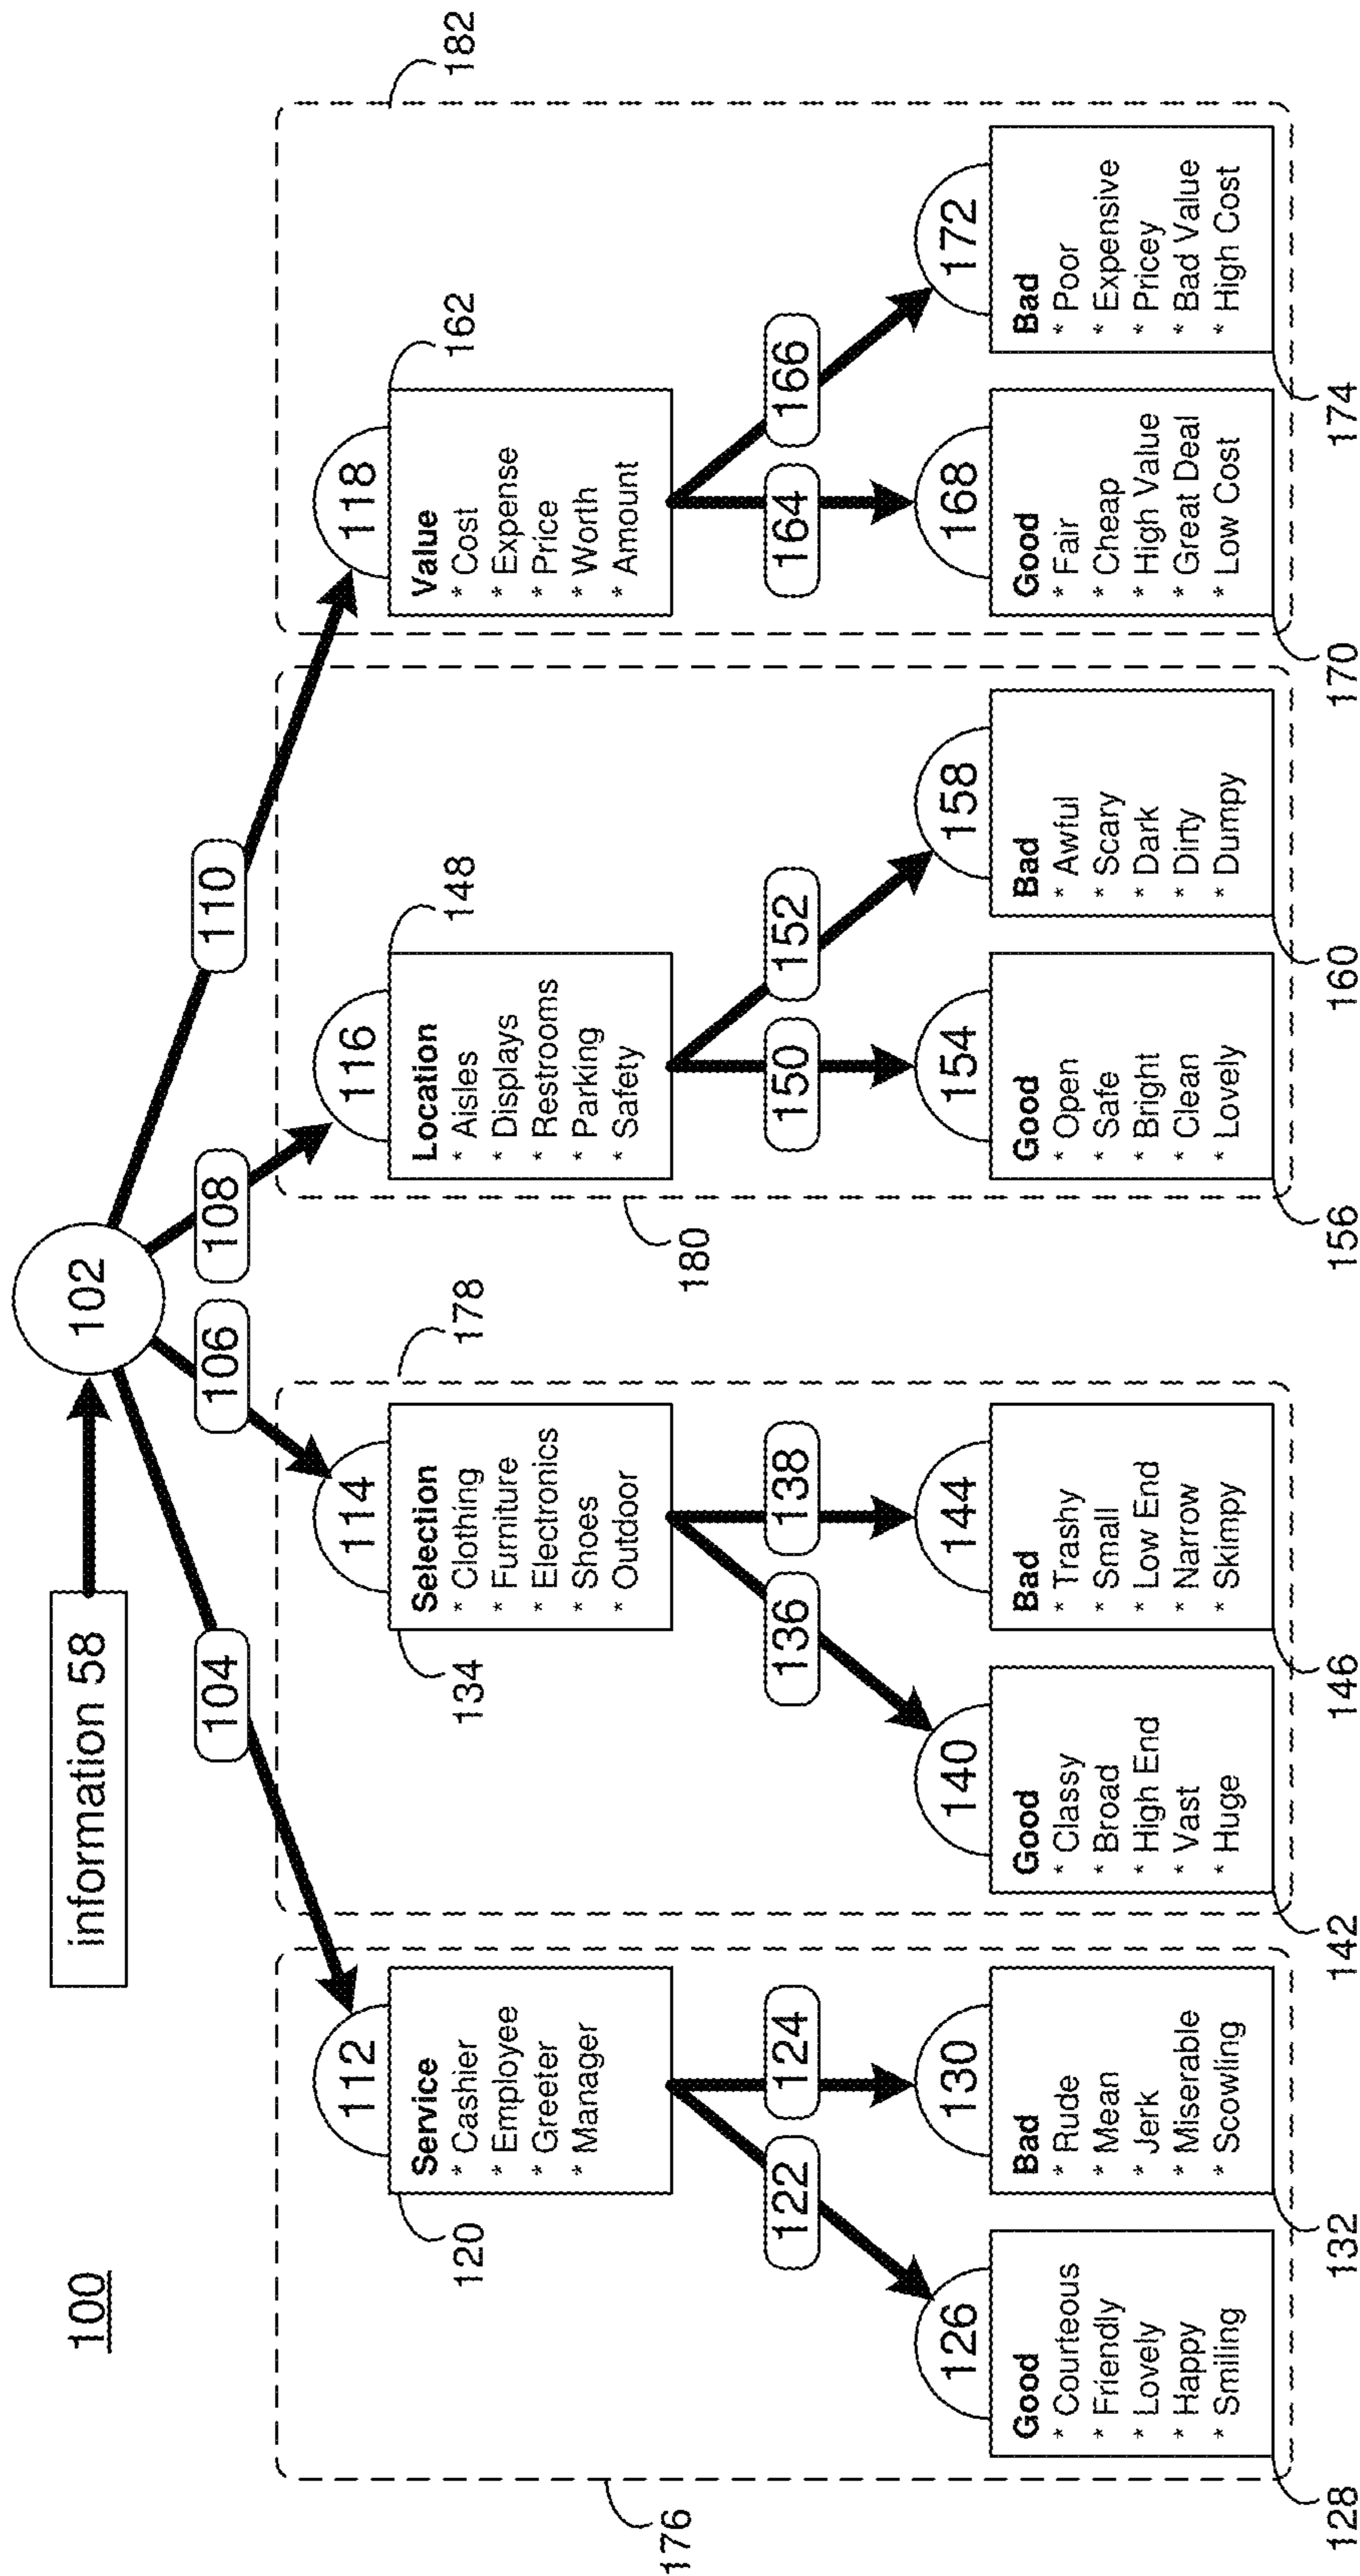 100
information 58
102
104
106
108
110
176
112
120
Service
* Cashier
* Employee
* Greeter
* Manager
122
124
126
Good
* Courteous
* Friendly
* Lovely
* Happy
* Smiling
128
130
Bad
* Rude
* Mean
* Jerk
* Miserable
* Scowling
132
178
114
134
Selection
* Clothing
* Furniture
* Electronics
* Shoes
* Outdoor
136
138
140
Good
* Classy
* Broad
* High End
* Vast
* Huge
142
144
Bad
* Trashy
* Small
* Low End
* Narrow
* Skimpy
146
180
116
148
Location
* Aisles
* Displays
* Restrooms
* Parking
* Safety
150
152
154
Good
* Open
* Safe
* Bright
* Clean
* Lovely
156
158
Bad
* Awful
* Scary
* Dark
* Dirty
* Dumpy
160
182
118
162
Value
* Cost
* Expense
* Price
* Worth
* Amount
164
166
168
Good
* Fair
* Cheap
* High Value
* Great Deal
* Low Cost
170
172
Bad
* Poor
* Expensive
* Pricey
* Bad Value
* High Cost
174